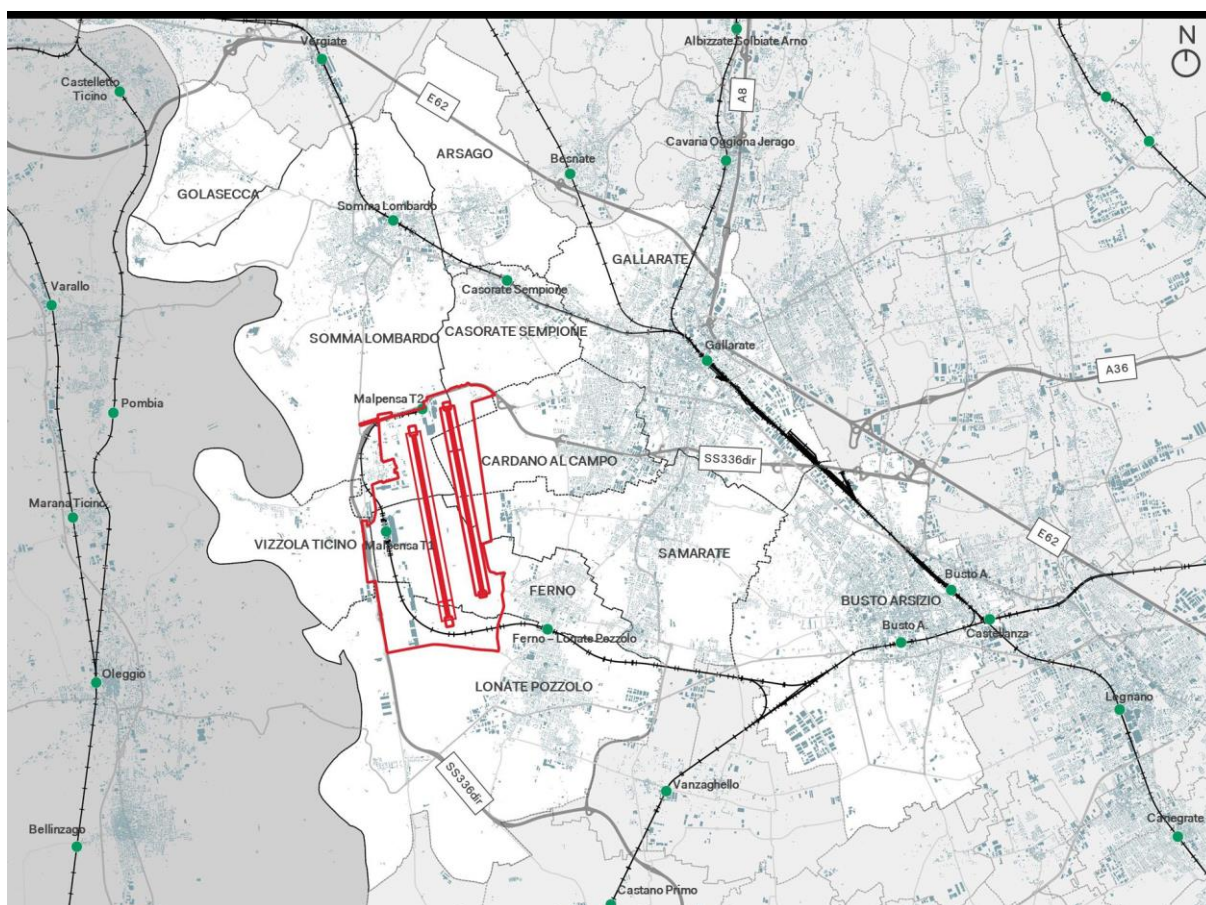 N
Vergiate
Albizzate Solbiate Arno
Castelletto
Ticino
E62
A8
ARSAGO
Besnate
Cavaria Oggiona Jerago
GOLASECCA
Somma Lombardo
GALLARATE
Varallo
Casorate Sempione
SOMMA LOMBARDO
CASORATE SEMPIONE
Gallarate
A36
Malpensa T2
Pombia
CARDANO AL CAMPO
SS336dir
Marana Ticino
VIZZOLA TICINO
Malpensa T1
SAMARATE
E62
FERNO
Busto A.
BUSTO ARSIZIO
Ferno – Lonate Pozzolo
Busto A.
Castellanza
Oleggio
LONATE POZZOLO
Legnano
SS336dir
Vanzaghello
Bellinzago
Canegrate
Castano Primo